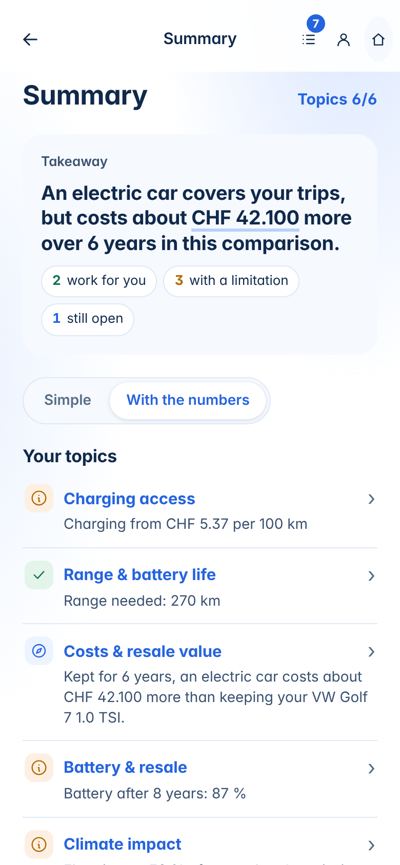 7
Summary
Summary
Topics 6/6
Takeaway
An electric car covers your trips,
but costs about CHF 42.100 more
over 6 years in this comparison.
2 work for you
3 with a limitation
1 still open
Simple
With the numbers
Your topics
Charging access
Charging from CHF 5.37 per 100 km
Range & battery life
Range needed: 270 km
Costs & resale value
Kept for 6 years, an electric car costs about
CHF 42.100 more than keeping your VW Golf
7 1.0 TSI.
Battery & resale
Battery after 8 years: 87 %
Climate impact